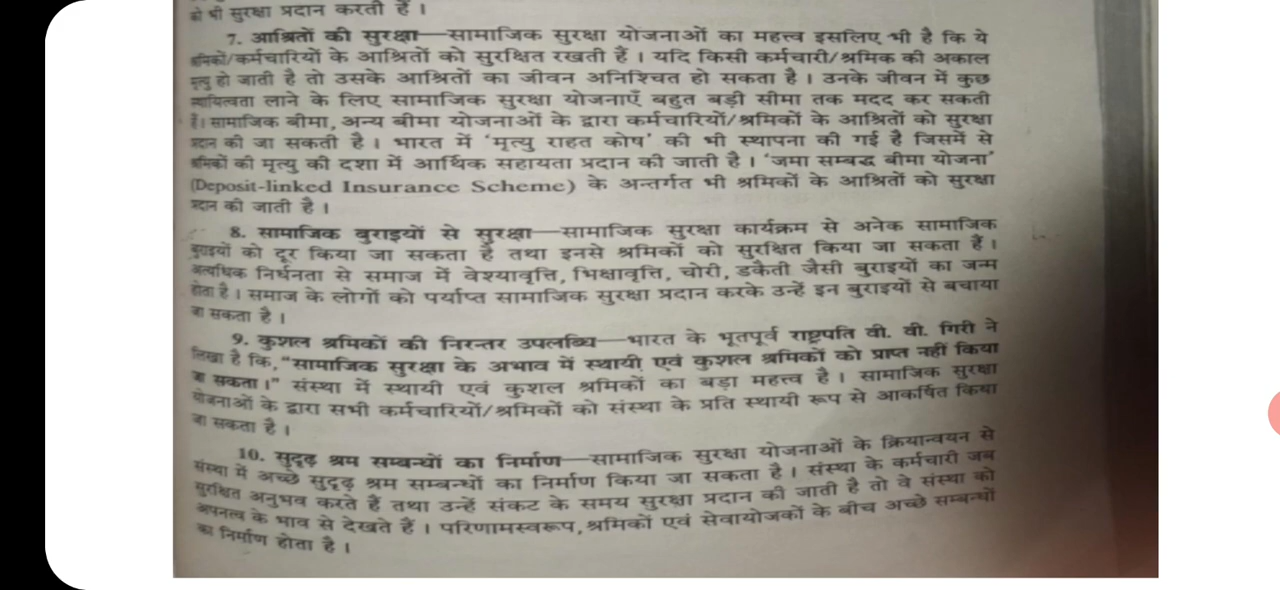 को भी सुरक्षा प्रदान करती हैं ।
7. आश्रितों की सुरक्षा—सामाजिक सुरक्षा योजनाओं का महत्त्व इसलिए भी है कि ये
श्रमिकों/कर्मचारियों के आश्रितों को सुरक्षित रखती हैं । यदि किसी कर्मचारी/श्रमिक की अकाल
मृत्यु हो जाती है तो उसके आश्रितों का जीवन अनिश्चित हो सकता है । उनके जीवन में कुछ
स्थायित्वता लाने के लिए सामाजिक सुरक्षा योजनाएँ बहुत बड़ी सीमा तक मदद कर सकती
हैं। सामाजिक बीमा, अन्य बीमा योजनाओं के द्वारा कर्मचारियों/श्रमिकों के आश्रितों को सुरक्षा
प्रदान की जा सकती है । भारत में ‘मृत्यु राहत कोष’ की भी स्थापना की गई है जिसमें से
श्रमिकों की मृत्यु की दशा में आर्थिक सहायता प्रदान की जाती है । ‘जमा सम्बद्ध बीमा योजना’
(Deposit-linked Insurance Scheme) के अन्तर्गत भी श्रमिकों के आश्रितों को सुरक्षा
प्रदान की जाती है ।
8. सामाजिक बुराइयों से सुरक्षा—सामाजिक सुरक्षा कार्यक्रम से अनेक सामाजिक
बुराइयों को दूर किया जा सकता है तथा इनसे श्रमिकों को सुरक्षित किया जा सकता हैं ।
अत्यधिक निर्धनता से समाज में वेश्यावृत्ति, भिक्षावृत्ति, चोरी, डकैती जैसी बुराइयों का जन्म
होता है । समाज के लोगों को पर्याप्त सामाजिक सुरक्षा प्रदान करके उन्हें इन बुराइयों से बचाया
जा सकता है ।
9. कुशल श्रमिकों की निरन्तर उपलब्धि—भारत के भूतपूर्व राष्ट्रपति वी. वी. गिरी ने
लिखा है कि, “सामाजिक सुरक्षा के अभाव में स्थायी एवं कुशल श्रमिकों को प्राप्त नहीं किया
जा सकता ।” संस्था में स्थायी एवं कुशल श्रमिकों का बड़ा महत्त्व है । सामाजिक सुरक्षा
योजनाओं के द्वारा सभी कर्मचारियों/श्रमिकों को संस्था के प्रति स्थायी रूप से आकर्षित किया
जा सकता है ।
10. सुदृढ़ श्रम सम्बन्धों का निर्माण—सामाजिक सुरक्षा योजनाओं के क्रियान्वयन से
संस्था में अच्छे सुदृढ़ श्रम सम्बन्धों का निर्माण किया जा सकता है । संस्था के कर्मचारी जब
सुरक्षित अनुभव करते हैं तथा उन्हें संकट के समय सुरक्षा प्रदान की जाती है तो वे संस्था को
अपनत्व के भाव से देखते हैं । परिणामस्वरूप, श्रमिकों एवं सेवायोजकों के बीच अच्छे सम्बन्धों
का निर्माण होता है ।